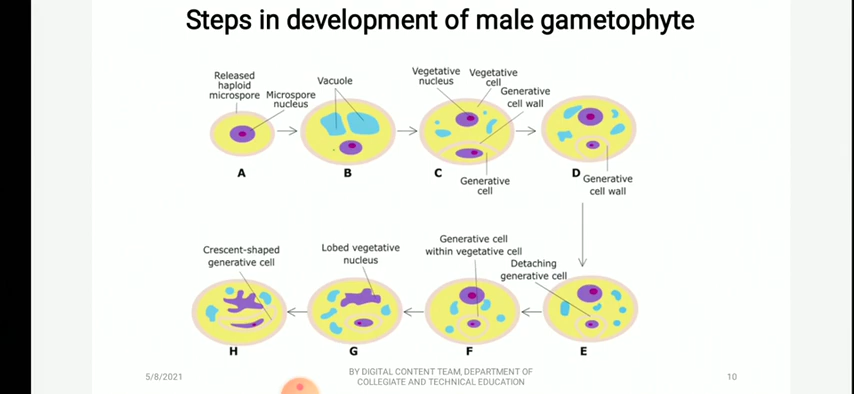 Steps in development of male gametophyte
Released
haploid
microspore
Microspore
nucleus
Vacuole
Vegetative
nucleus
Vegetative
cell
Generative
cell wall
A
B
C
D
Generative
cell
Generative
cell wall
Crescent-shaped
generative cell
Lobed vegetative
nucleus
Generative cell
within vegetative cell
Detaching
generative cell
H
G
F
E
5/8/2021
BY DIGITAL CONTENT TEAM, DEPARTMENT OF
COLLEGIATE AND TECHNICAL EDUCATION
10